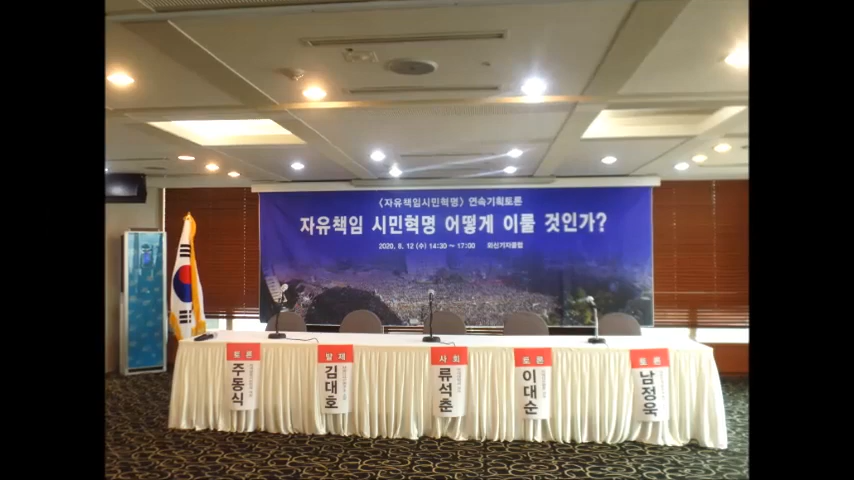 〈자유책임시민혁명〉 연속기획토론
자유책임 시민혁명 어떻게 이룰 것인가?
2020. 8. 12 (수) 14:30 ~ 17:00 외신기자클럽
토 론
주동식
발 제
김대호
사 회
류석춘
토 론
이대순
토 론
남정욱